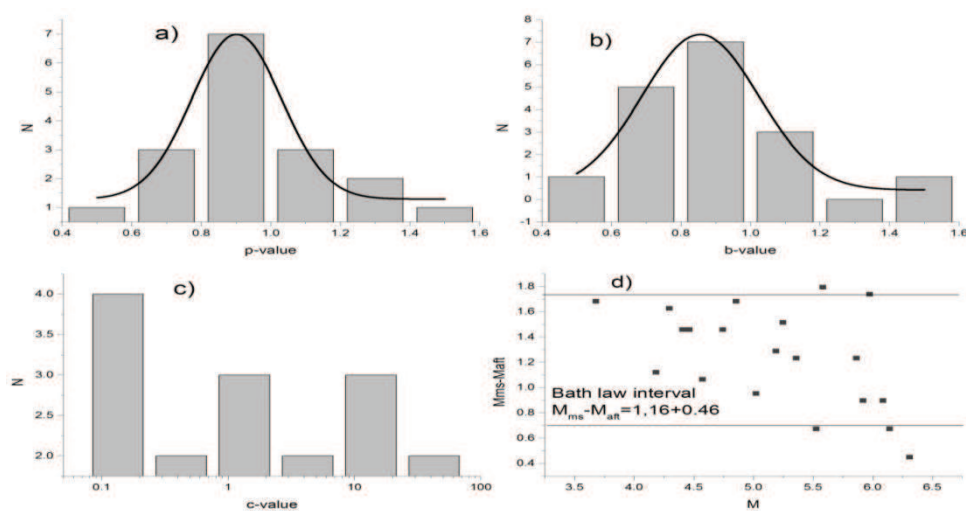 a)
7
6
5
4
3
2
1
N
0.4 0.6 0.8 1.0 1.2 1.4 1.6
p-value
b)
8
7
6
5
4
3
2
1
0
-1
N
0.4 0.6 0.8 1.0 1.2 1.4 1.6
b-value
c)
4.0
3.5
3.0
2.5
2.0
N
0.1 1 10 100
c-value
d)
1.8
1.6
1.4
1.2
1.0
0.8
0.6
0.4
Mms-Maft
Bath law interval
Mms-Maft=1,16+0.46
3.5 4.0 4.5 5.0 5.5 6.0 6.5
M